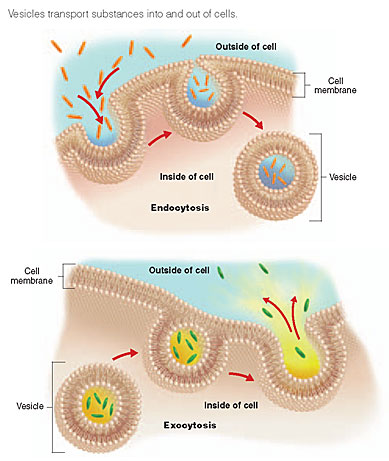 Vesicles transport substances into and out of cells.
Outside of cell
Cell
membrane
Inside of cell
Vesicle
Endocytosis
Cell
membrane
Outside of cell
Vesicle
Inside of cell
Exocytosis